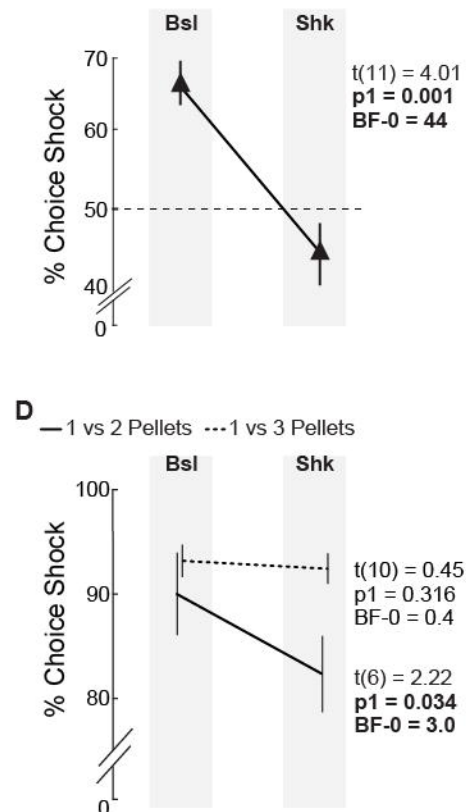 Bsl Shk
70
60
50
40
0
% Choice Shock
t(11) = 4.01
p1 = 0.001
BF-0 = 44
D
1 vs 2 Pellets 1 vs 3 Pellets
Bsl Shk
100
90
80
0
% Choice Shock
t(10) = 0.45
p1 = 0.316
BF-0 = 0.4
t(6) = 2.22
p1 = 0.034
BF-0 = 3.0